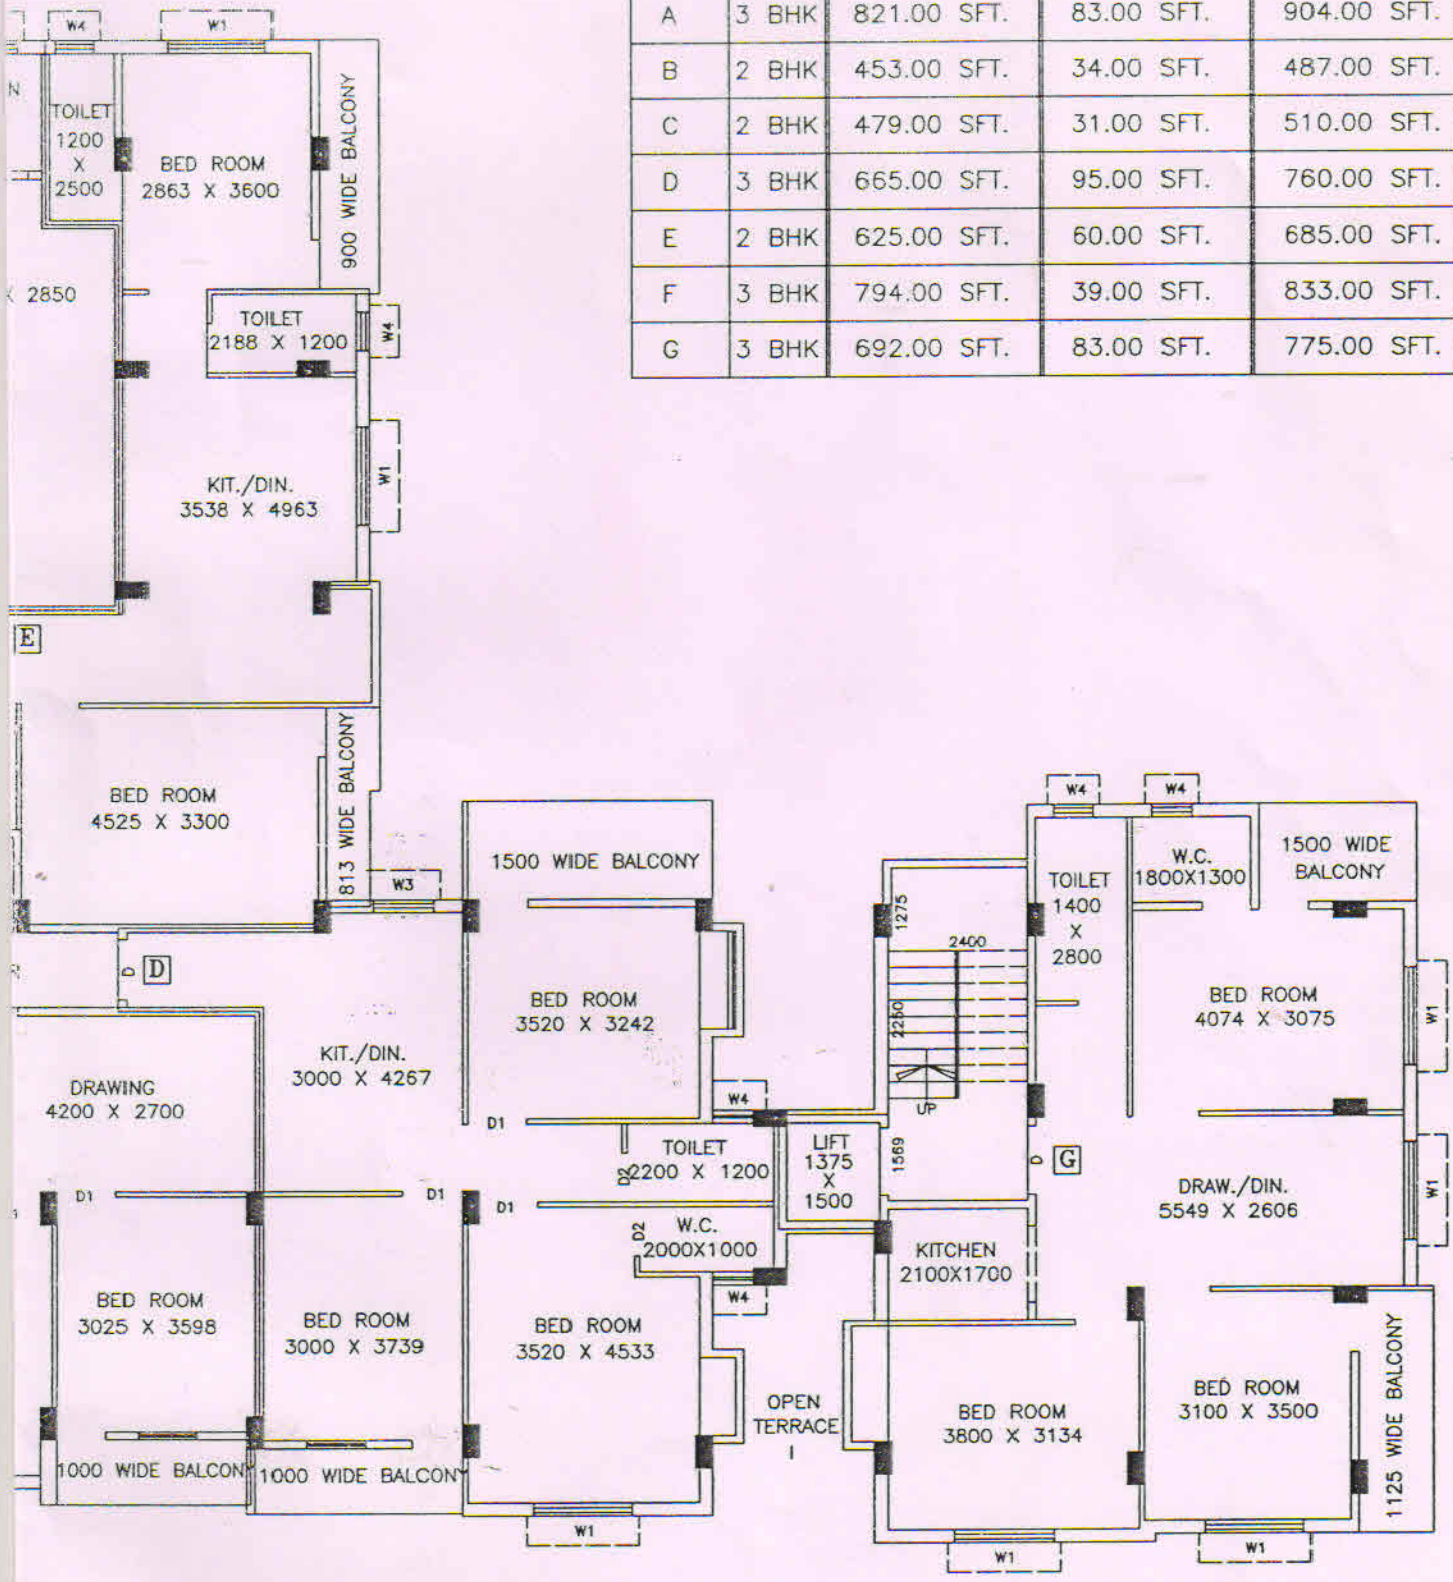 A 3 BHK 821.00 SFT. 83.00 SFT. 904.00 SFT.
B 2 BHK 453.00 SFT. 34.00 SFT. 487.00 SFT.
C 2 BHK 479.00 SFT. 31.00 SFT. 510.00 SFT.
D 3 BHK 665.00 SFT. 95.00 SFT. 760.00 SFT.
E 2 BHK 625.00 SFT. 60.00 SFT. 685.00 SFT.
F 3 BHK 794.00 SFT. 39.00 SFT. 833.00 SFT.
G 3 BHK 692.00 SFT. 83.00 SFT. 775.00 SFT.
W4
W1
N
TOILET
1200
X
2500
BED ROOM
2863 X 3600
900 WIDE BALCONY
X 2850
TOILET
2188 X 1200
W4
KIT./DIN.
3538 X 4963
W1
E
BED ROOM
4525 X 3300
813 WIDE BALCONY
W3
1500 WIDE BALCONY
D
D
BED ROOM
3520 X 3242
KIT./DIN.
3000 X 4267
DRAWING
4200 X 2700
W4
D1
TOILET
2200 X 1200
D2
LIFT
1375
X
1500
D1
D1
D1
W.C.
2000X1000
D2
W4
BED ROOM
3025 X 3598
BED ROOM
3000 X 3739
BED ROOM
3520 X 4533
1000 WIDE BALCON
1000 WIDE BALCONY
W1
OPEN
TERRACE
1275
2400
2250
UP
1569
W4
W4
TOILET
1400
X
2800
W.C.
1800X1300
1500 WIDE
BALCONY
BED ROOM
4074 X 3075
W1
D
G
DRAW./DIN.
5549 X 2606
W1
KITCHEN
2100X1700
BED ROOM
3800 X 3134
BED ROOM
3100 X 3500
1125 WIDE BALCONY
W1
W1